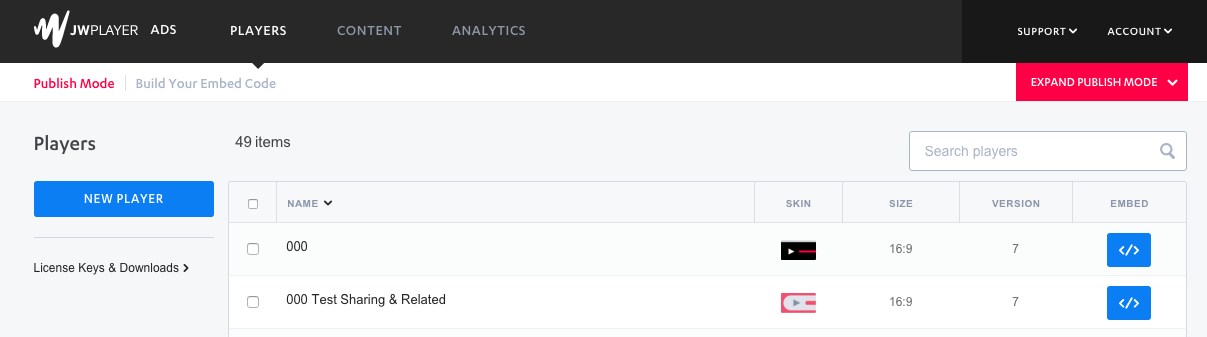 JWPLAYER ADS PLAYERS CONTENT ANALYTICS SUPPORT ACCOUNT
Publish Mode Build Your Embed Code EXPAND PUBLISH MODE
Players 49 items Search players
NEW PLAYER NAME SKIN SIZE VERSION EMBED
000 16:9 7 </>
License Keys & Downloads
000 Test Sharing & Related 16:9 7 </>